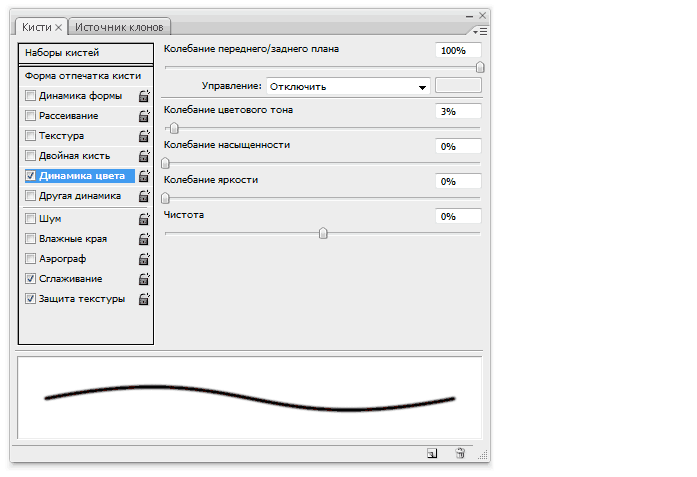 Кисти
Источник клонов
Наборы кистей
Форма отпечатка кисти
Динамика формы
Рассеивание
Текстура
Двойная кисть
Динамика цвета
Другая динамика
Шум
Влажные края
Аэрограф
Сглаживание
Защита текстуры
Колебание переднего/заднего плана 100%
Управление: Отключить
Колебание цветового тона 3%
Колебание насыщенности 0%
Колебание яркости 0%
Чистота 0%